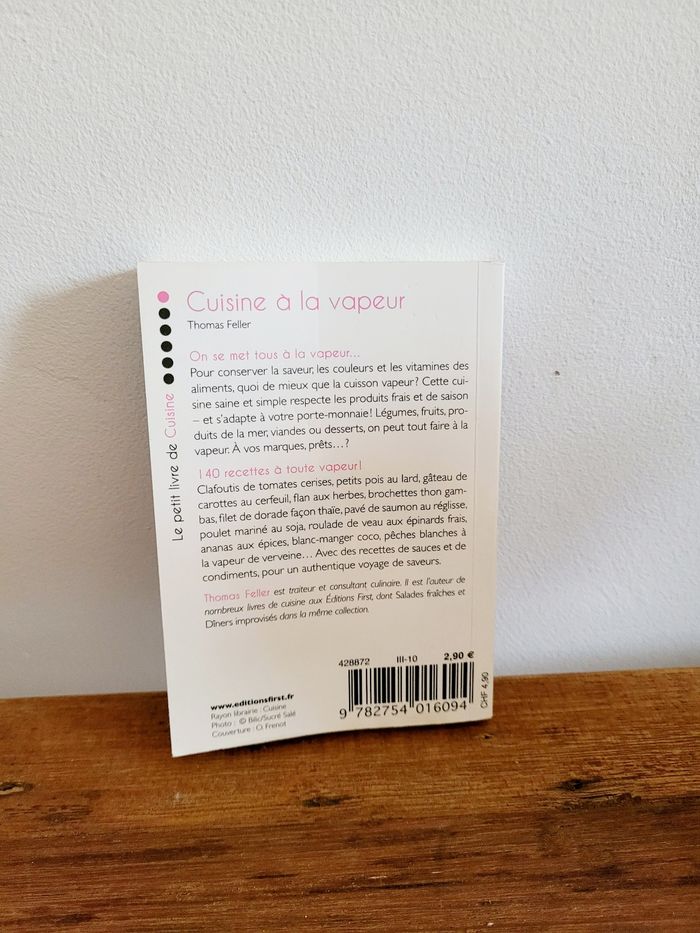 Cuisine à la vapeur
Thomas Feller
On se met tous à la vapeur...
Pour conserver la saveur, les couleurs et les vitamines des
aliments, quoi de mieux que la cuisson vapeur? Cette cui-
sine saine et simple respecte les produits frais et de saison
– et s'adapte à votre porte-monnaie! Légumes, fruits, pro-
duits de la mer, viandes ou desserts, on peut tout faire à la
vapeur. À vos marques, prêts...?
140 recettes à toute vapeur!
Clafoutis de tomates cerises, petits pois au lard, gâteau de
carottes au cerfeuil, flan aux herbes, brochettes thon gam-
bas, filet de dorade façon thaïe, pavé de saumon au réglisse,
poulet mariné au soja, roulade de veau aux épinards frais,
ananas aux épices, blanc-manger coco, pêches blanches à
la vapeur de verveine... Avec des recettes de sauces et de
condiments, pour un authentique voyage de saveurs.
Thomas Feller est traiteur et consultant culinaire. Il est l'auteur de
nombreux livres de cuisine aux Éditions First, dont Salades fraîches et
Dîners improvisés dans la même collection.
Le petit livre de Cuisine
428872 III-10 2,90 €
www.editionsfirst.fr
Rayon librairie : Cuisine
Photo : © Bilic/Sucré Salé
Couverture : Ci Frenot
9 782754 016094
CHF 4,90